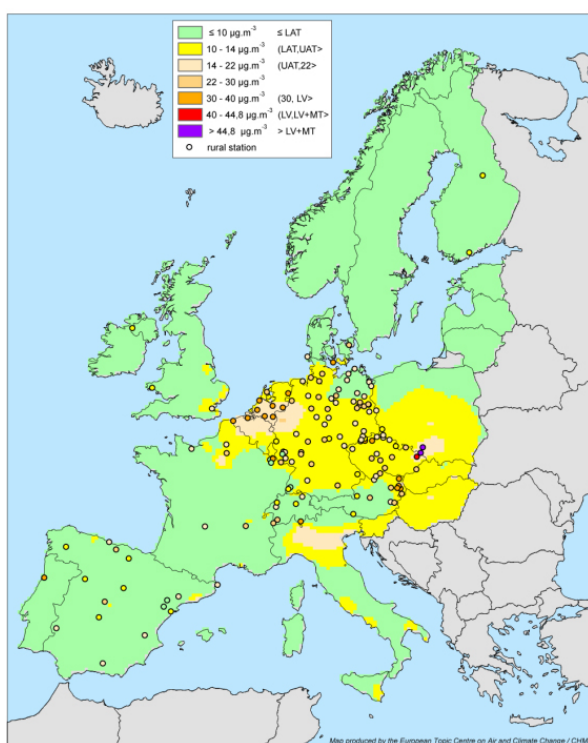 ≤ 10 µg.m⁻³ ≤ LAT
10 - 14 µg.m⁻³ (LAT,UAT>
14 - 22 µg.m⁻³ (UAT,22>
22 - 30 µg.m⁻³
30 - 40 µg.m⁻³ (30, LV>
40 - 44,8 µg.m⁻³ (LV,LV+MT>
> 44,8 µg.m⁻³ > LV+MT
rural station
Map produced by the European Topic Centre on Air and Climate Change / CHM